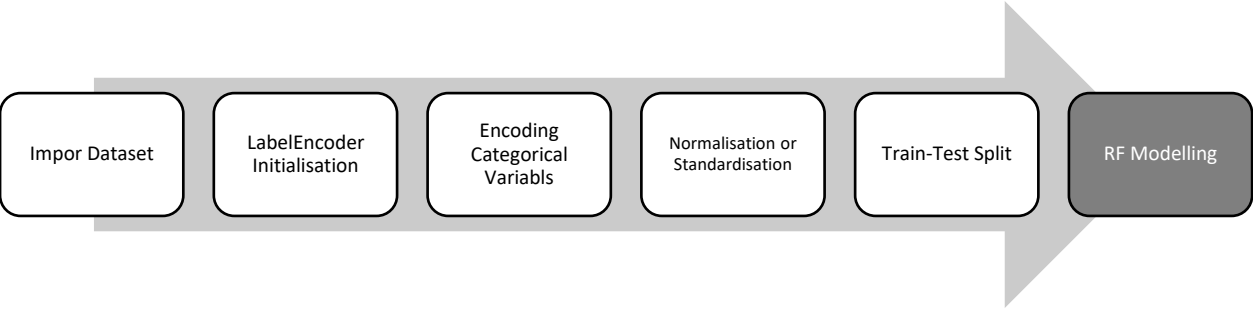 Impor Dataset
LabelEncoder
Initialisation
Encoding
Categorical
Variabls
Normalisation or
Standardisation
Train-Test Split
RF Modelling